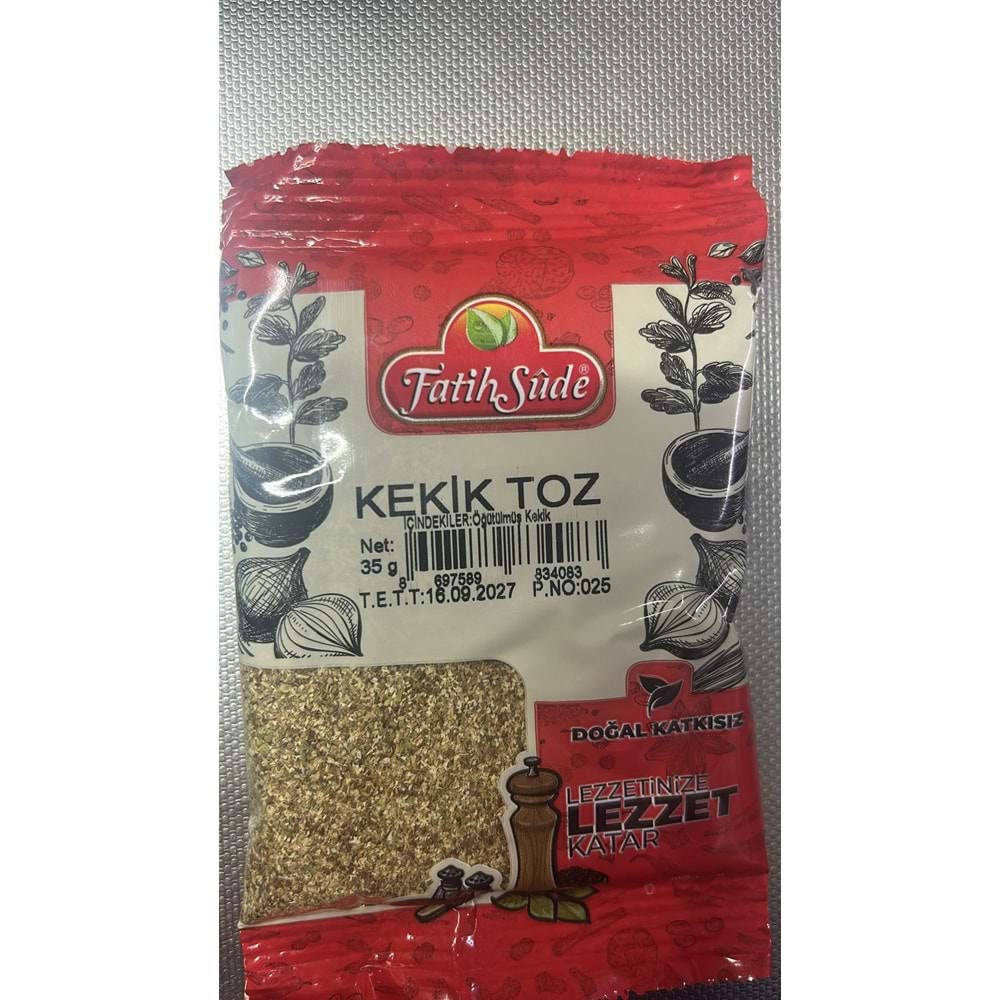 Fatih Sûde®
KEKİK TOZ
İÇİNDEKİLER:Öğütülmüş Kekik
Net:
35 g
8 697589 834083
T.E.T.T:16.09.2027 P.NO:025
DOĞAL KATKISIZ
LEZZETİNİZE
LEZZET
KATAR